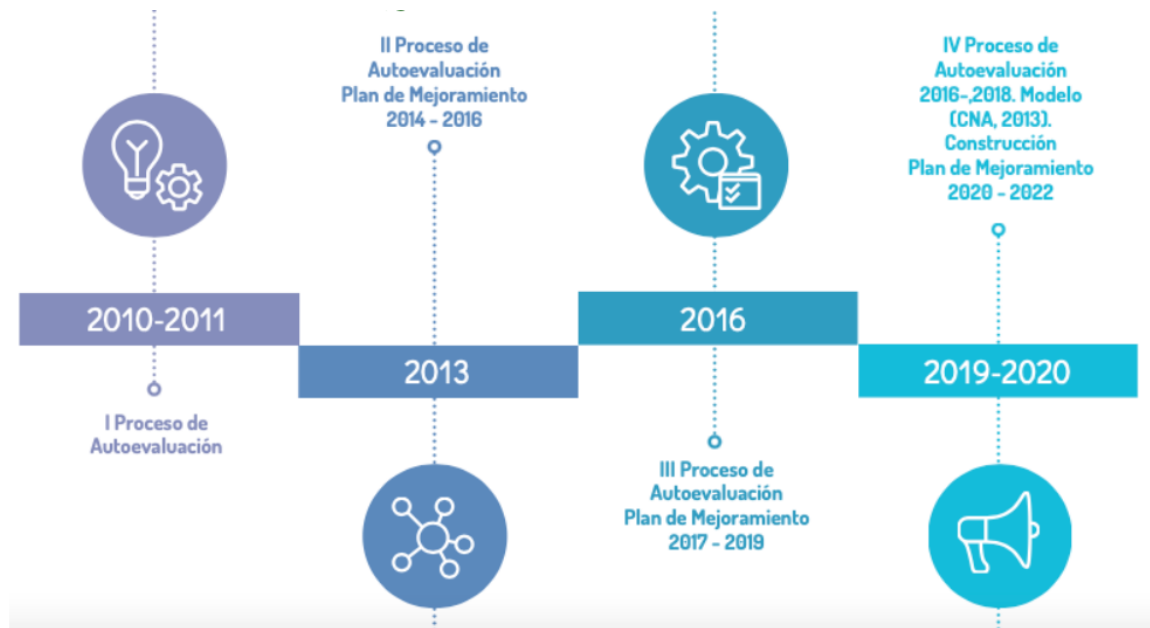 2010-2011
I Proceso de
Autoevaluación
II Proceso de
Autoevaluación
Plan de Mejoramiento
2014 - 2016
2013
2016
III Proceso de
Autoevaluación
Plan de Mejoramiento
2017 - 2019
IV Proceso de
Autoevaluación
2016-,2018. Modelo
(CNA, 2013).
Construcción
Plan de Mejoramiento
2020 - 2022
2019-2020